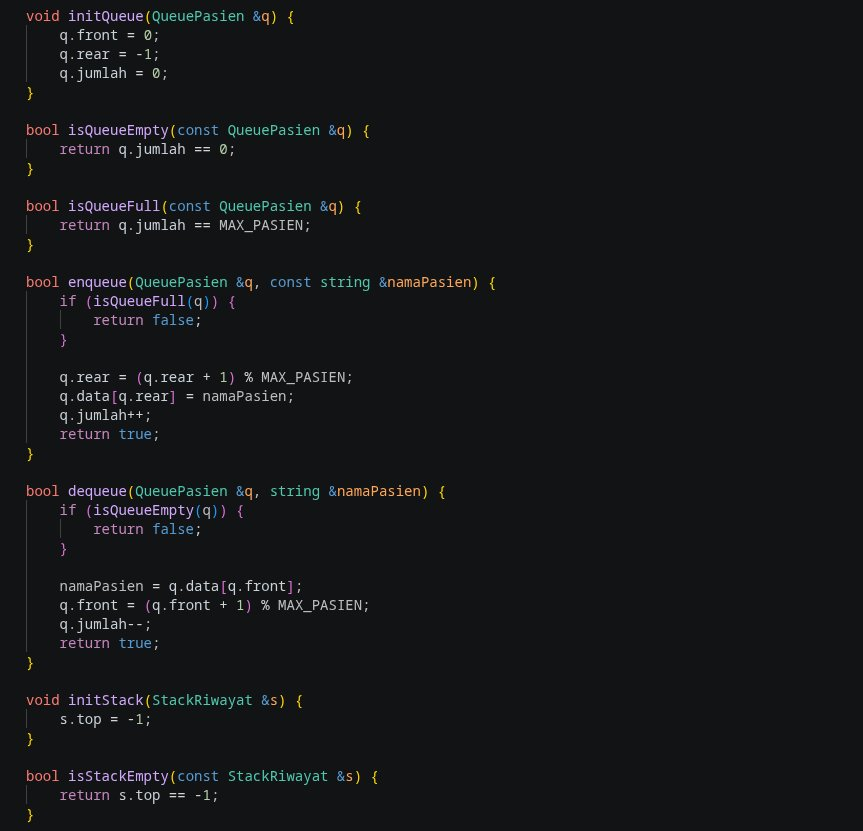 void initQueue(QueuePasien &q) {
    q.front = 0;
    q.rear = -1;
    q.jumlah = 0;
}

bool isQueueEmpty(const QueuePasien &q) {
    return q.jumlah == 0;
}

bool isQueueFull(const QueuePasien &q) {
    return q.jumlah == MAX_PASIEN;
}

bool enqueue(QueuePasien &q, const string &namaPasien) {
    if (isQueueFull(q)) {
        return false;
    }

    q.rear = (q.rear + 1) % MAX_PASIEN;
    q.data[q.rear] = namaPasien;
    q.jumlah++;
    return true;
}

bool dequeue(QueuePasien &q, string &namaPasien) {
    if (isQueueEmpty(q)) {
        return false;
    }

    namaPasien = q.data[q.front];
    q.front = (q.front + 1) % MAX_PASIEN;
    q.jumlah--;
    return true;
}

void initStack(StackRiwayat &s) {
    s.top = -1;
}

bool isStackEmpty(const StackRiwayat &s) {
    return s.top == -1;
}